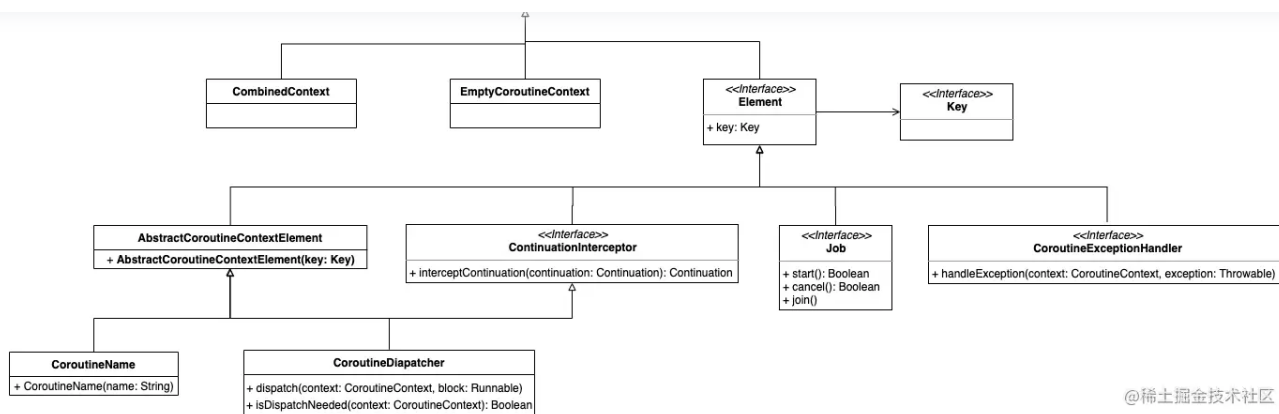 CombinedContext
EmptyCoroutineContext
<<Interface>>
Element
+ key: Key
<<Interface>>
Key
AbstractCoroutineContextElement
+ AbstractCoroutineContextElement(key: Key)
<<Interface>>
ContinuationInterceptor
+ interceptContinuation(continuation: Continuation): Continuation
<<Interface>>
Job
+ start(): Boolean
+ cancel(): Boolean
+ join()
<<Interface>>
CoroutineExceptionHandler
+ handleException(context: CoroutineContext, exception: Throwable)
CoroutineName
+ CoroutineName(name: String)
CoroutineDiapatcher
+ dispatch(context: CoroutineContext, block: Runnable)
+ isDispatchNeeded(context: CoroutineContext): Boolean
@稀土掘金技术社区